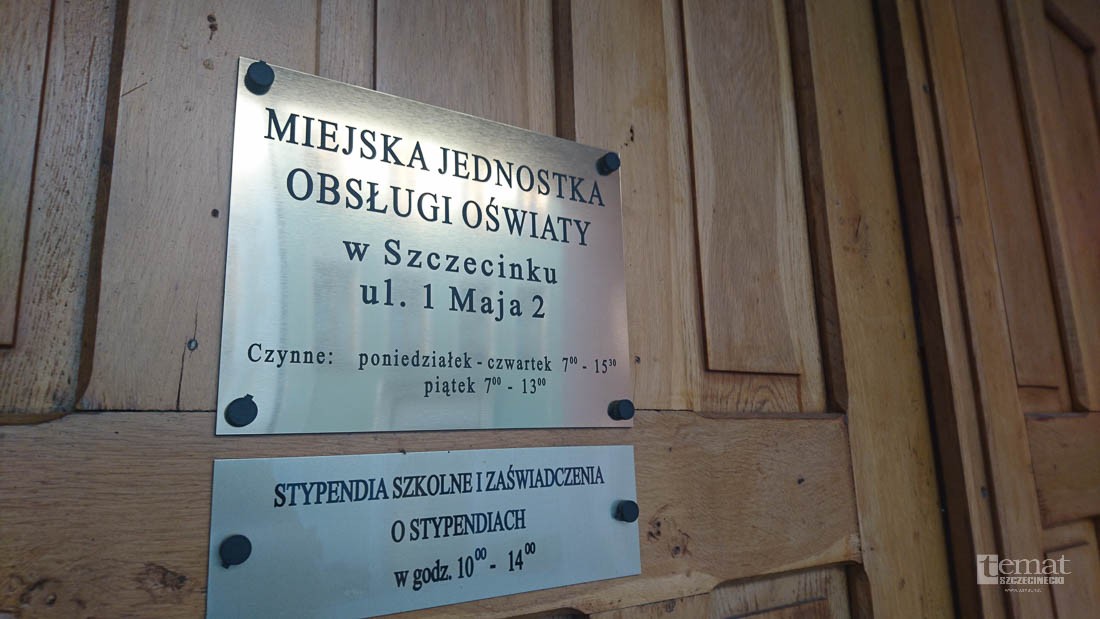 MIEJSKA JEDNOSTKA
OBSŁUGI OŚWIATY
w Szczecinku
ul. 1 Maja 2
Czynne: poniedziałek - czwartek 7⁰⁰ - 15³⁰
piątek 7⁰⁰ - 13⁰⁰
STYPENDIA SZKOLNE I ZAŚWIADCZENIA
O STYPENDIACH
w godz. 10⁰⁰ - 14⁰⁰
temat
SZCZECINECKI